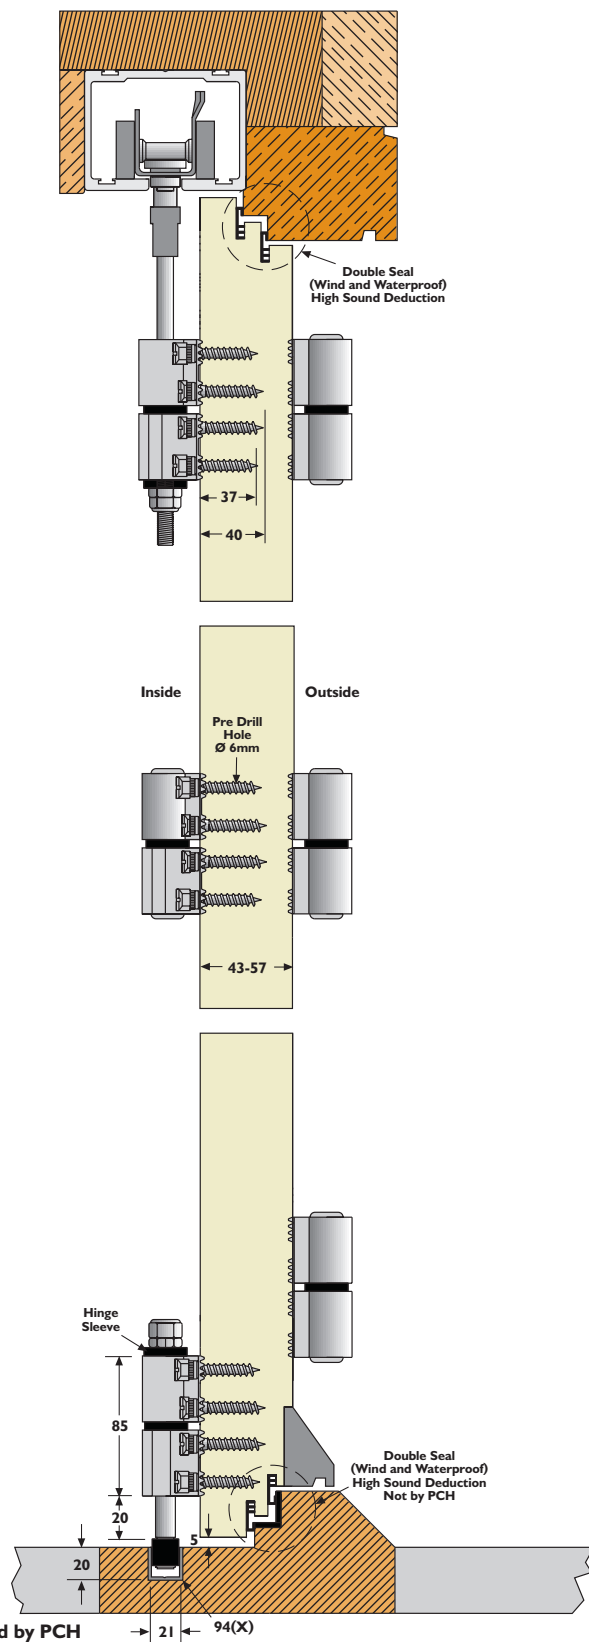 Double Seal
(Wind and Waterproof)
High Sound Deduction
37
40
Inside
Outside
Pre Drill
Hole
Ø 6mm
43-57
Hinge
Sleeve
85
Double Seal
(Wind and Waterproof)
High Sound Deduction
Not by PCH
20
5
20
d by PCH
21
94(X)